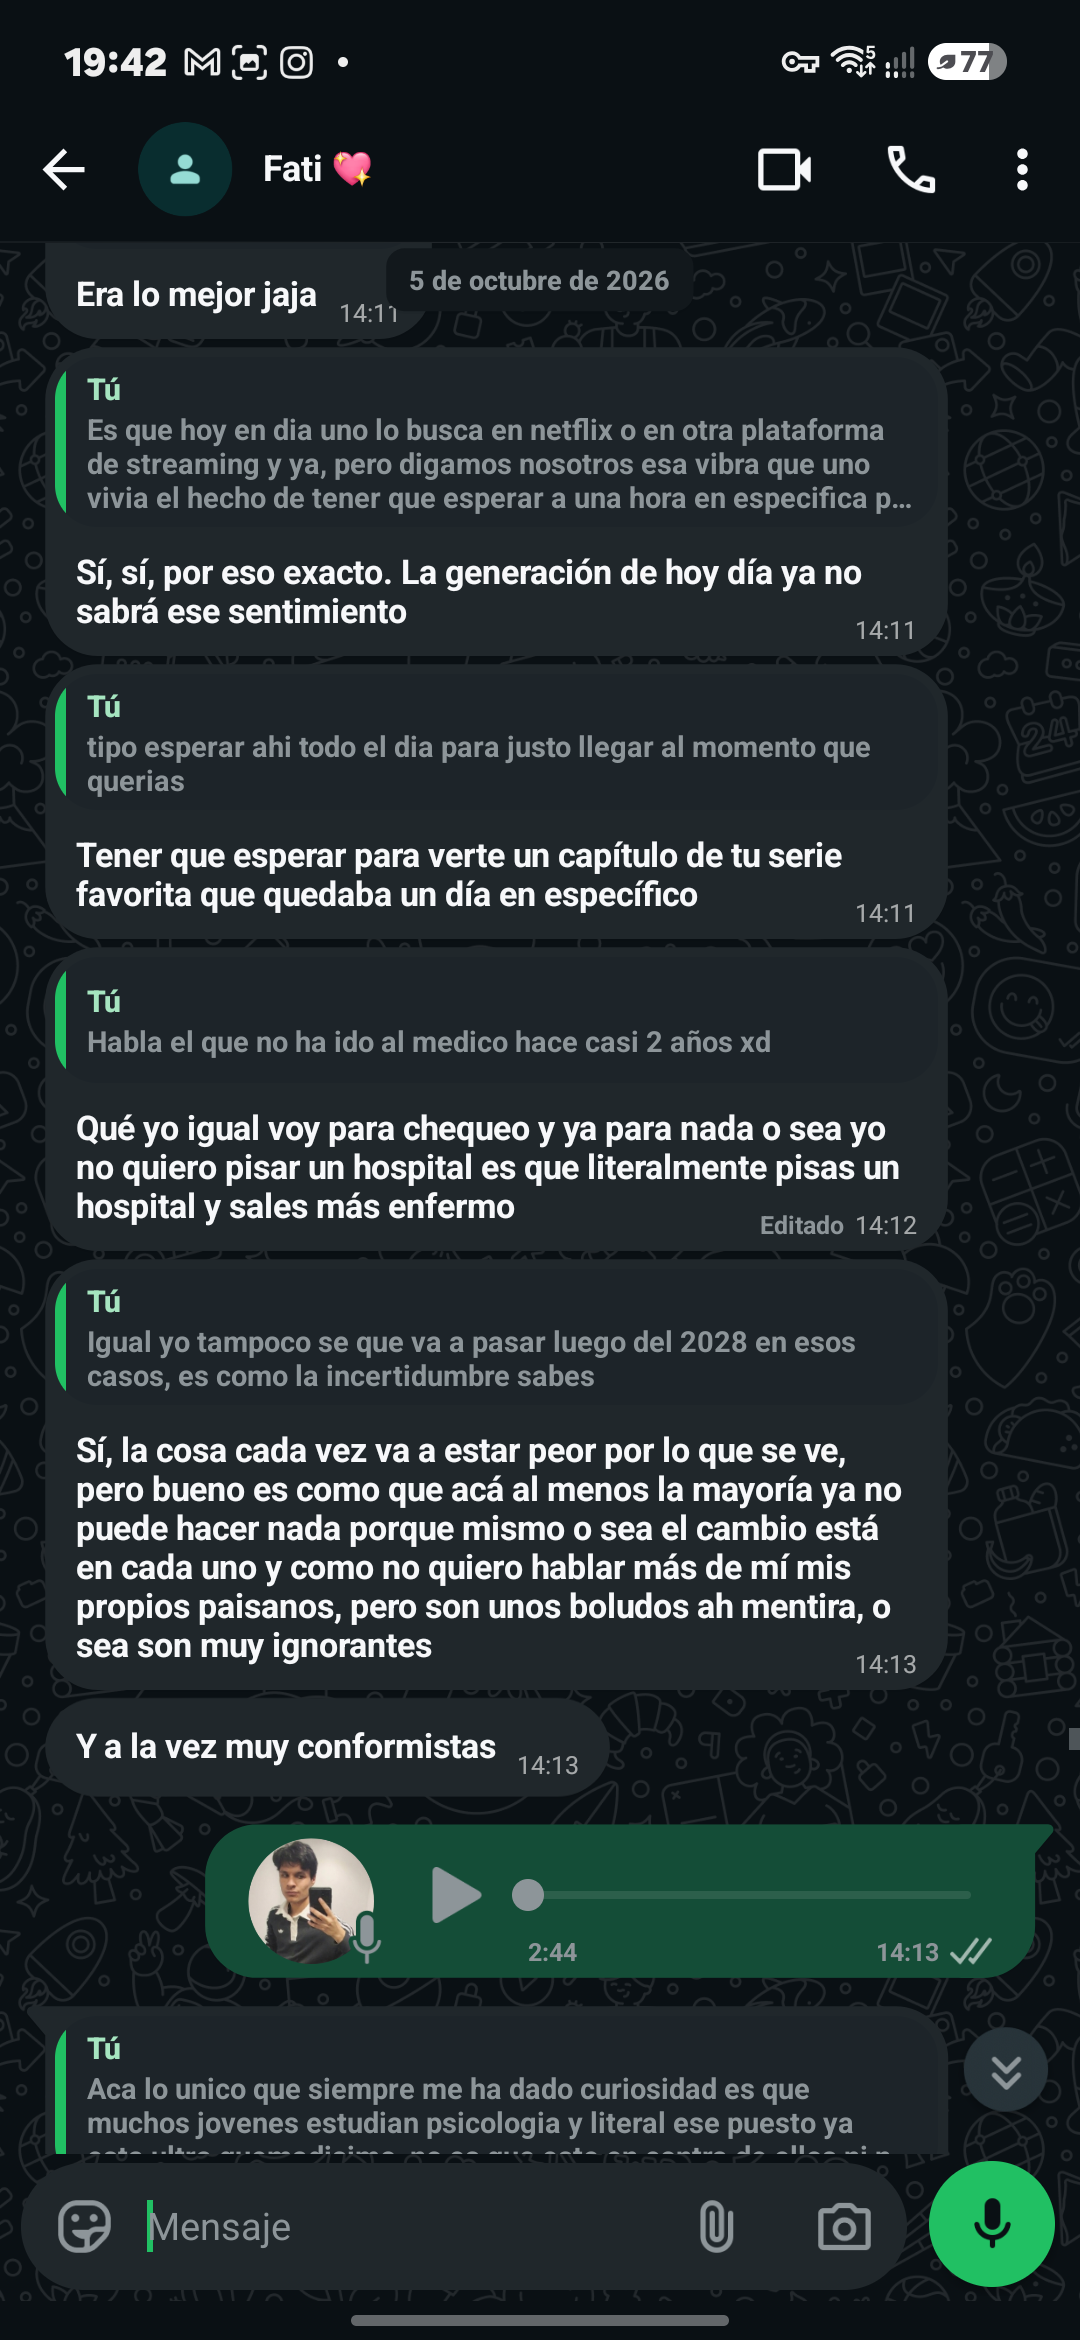 19:42
5
77
Fati 💖
5 de octubre de 2026
Era lo mejor jaja
14:11
Tú
Es que hoy en dia uno lo busca en netflix o en otra plataforma
de streaming y ya, pero digamos nosotros esa vibra que uno
vivia el hecho de tener que esperar a una hora en especifica p...
Sí, sí, por eso exacto. La generación de hoy día ya no
sabrá ese sentimiento
14:11
Tú
tipo esperar ahi todo el dia para justo llegar al momento que
querias
Tener que esperar para verte un capítulo de tu serie
favorita que quedaba un día en específico
14:11
Tú
Habla el que no ha ido al medico hace casi 2 años xd
Qué yo igual voy para chequeo y ya para nada o sea yo
no quiero pisar un hospital es que literalmente pisas un
hospital y sales más enfermo
Editado 14:12
Tú
Igual yo tampoco se que va a pasar luego del 2028 en esos
casos, es como la incertidumbre sabes
Sí, la cosa cada vez va a estar peor por lo que se ve,
pero bueno es como que acá al menos la mayoría ya no
puede hacer nada porque mismo o sea el cambio está
en cada uno y como no quiero hablar más de mí mis
propios paisanos, pero son unos boludos ah mentira, o
sea son muy ignorantes
14:13
Y a la vez muy conformistas
14:13
2:44
14:13
Tú
Aca lo unico que siempre me ha dado curiosidad es que
muchos jovenes estudian psicologia y literal ese puesto ya
Mensaje